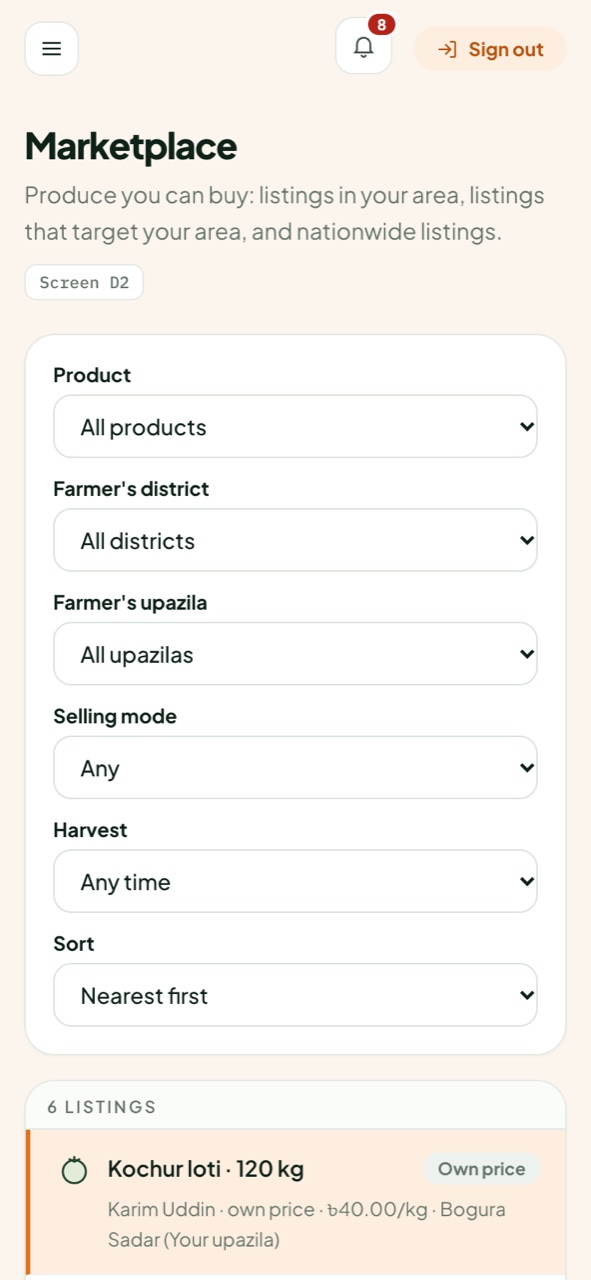 8
Sign out
Marketplace
Produce you can buy: listings in your area, listings
that target your area, and nationwide listings.
Screen D2
Product
All products
Farmer's district
All districts
Farmer's upazila
All upazilas
Selling mode
Any
Harvest
Any time
Sort
Nearest first
6 LISTINGS
Kochur loti · 120 kg
Own price
Karim Uddin · own price · ৳40.00/kg · Bogura
Sadar (Your upazila)